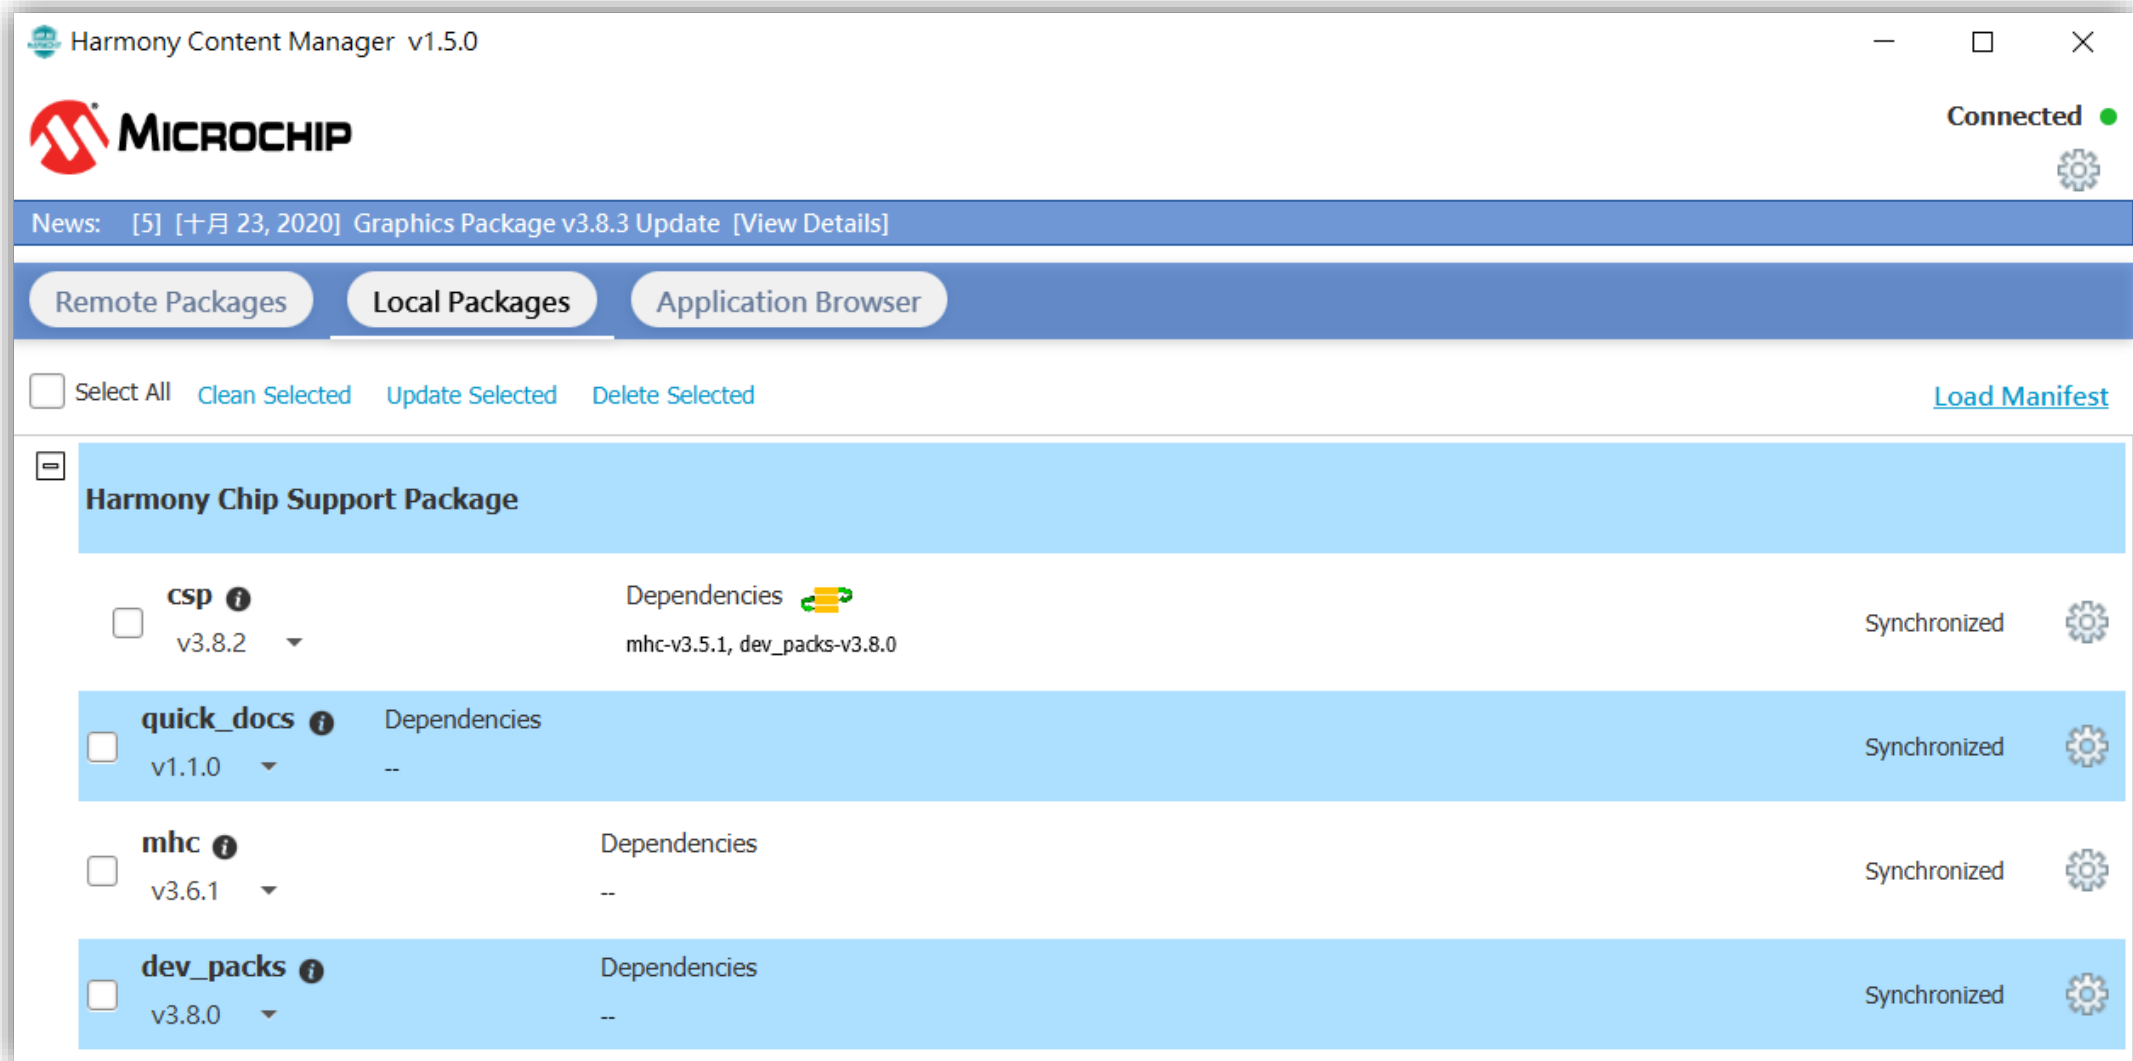 Harmony Content Manager v1.5.0
MICROCHIP
Connected
News: [5] [十月 23, 2020] Graphics Package v3.8.3 Update [View Details]
Remote Packages Local Packages Application Browser
Select All Clean Selected Update Selected Delete Selected Load Manifest
Harmony Chip Support Package
csp Dependencies
v3.8.2 mhc-v3.5.1, dev_packs-v3.8.0 Synchronized
quick_docs Dependencies
v1.1.0 -- Synchronized
mhc Dependencies
v3.6.1 -- Synchronized
dev_packs Dependencies
v3.8.0 -- Synchronized